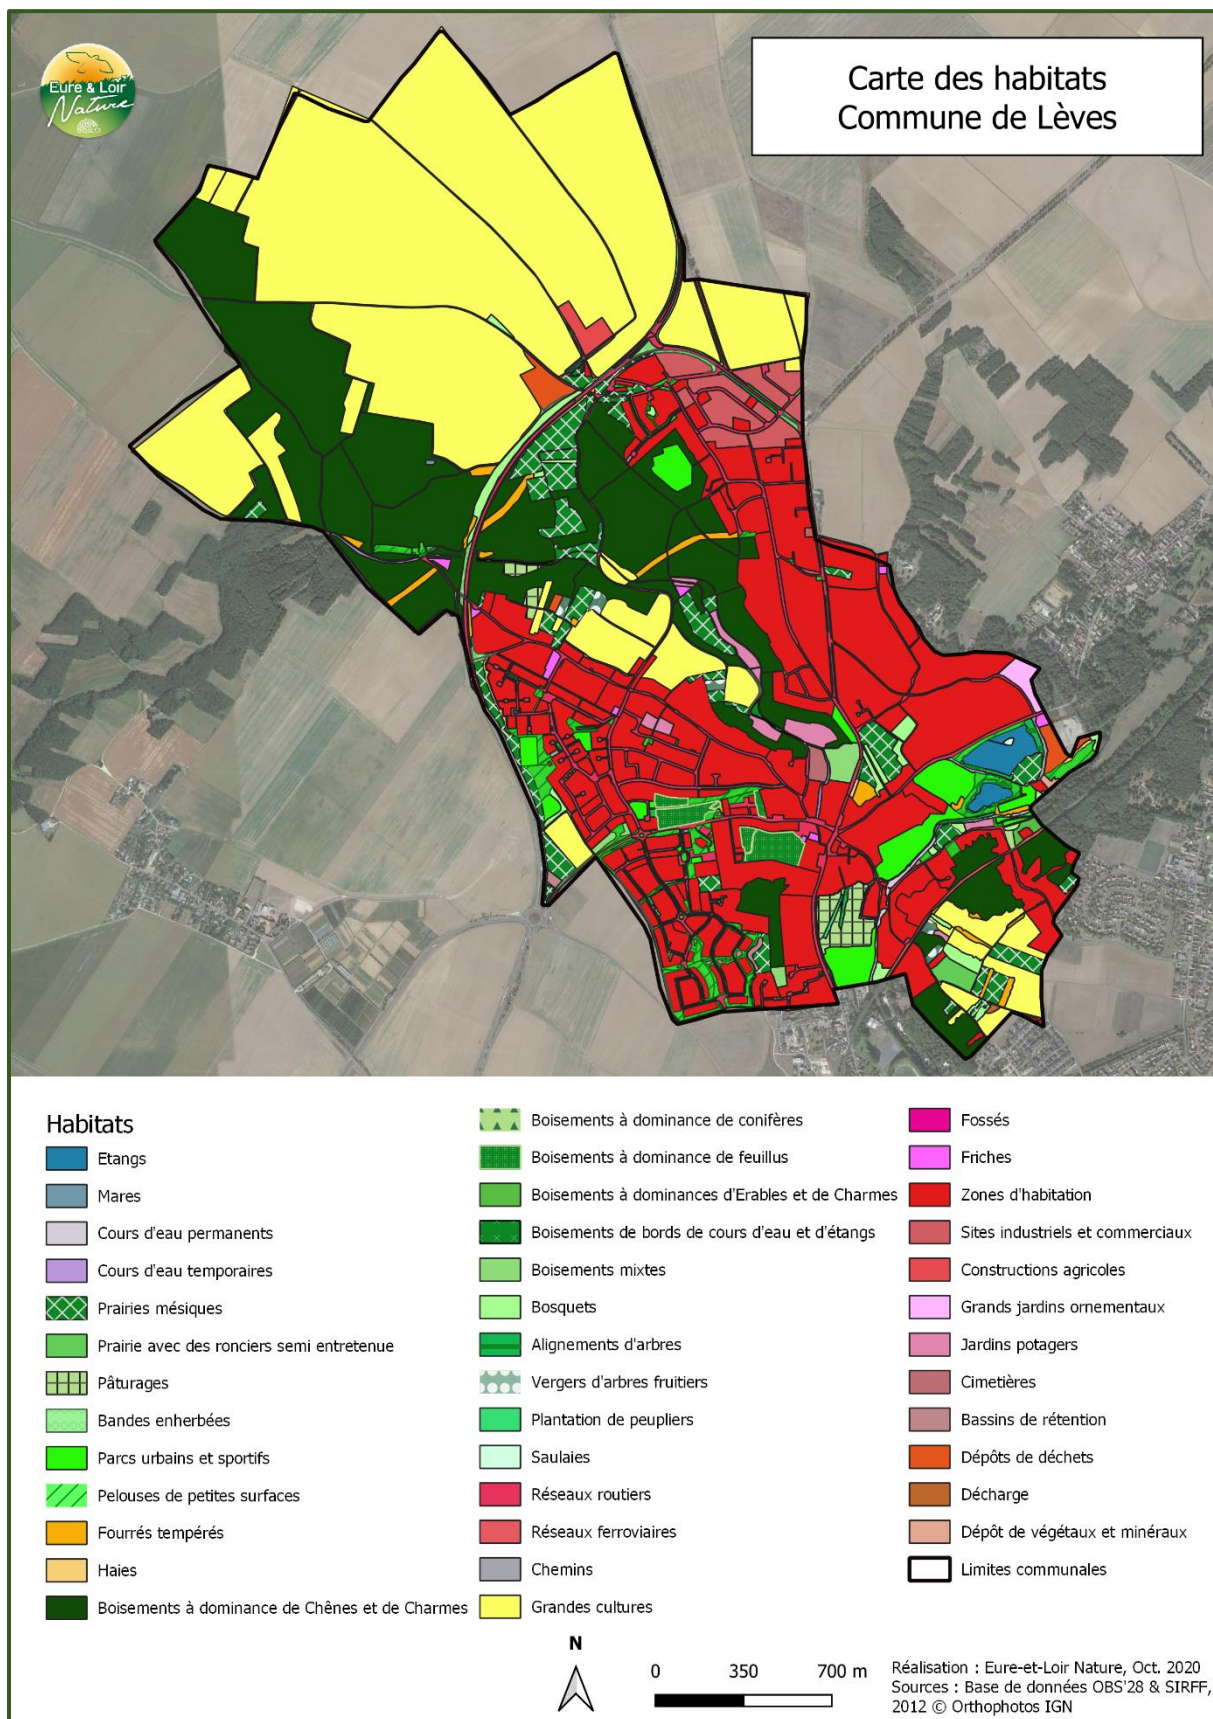 Eure & Loir
Nature
Carte des habitats
Commune de Lèves
Habitats
Etangs
Mares
Cours d'eau permanents
Cours d'eau temporaires
Prairies mésiques
Prairie avec des ronciers semi entretenue
Pâturages
Bandes enherbées
Parcs urbains et sportifs
Pelouses de petites surfaces
Fourrés tempérés
Haies
Boisements à dominance de Chênes et de Charmes
Boisements à dominance de conifères
Boisements à dominance de feuillus
Boisements à dominances d'Erables et de Charmes
Boisements de bords de cours d'eau et d'étangs
Boisements mixtes
Bosquets
Alignements d'arbres
Vergers d'arbres fruitiers
Plantation de peupliers
Saulaies
Réseaux routiers
Réseaux ferroviaires
Chemins
Grandes cultures
Fossés
Friches
Zones d'habitation
Sites industriels et commerciaux
Constructions agricoles
Grands jardins ornementaux
Jardins potagers
Cimetières
Bassins de rétention
Dépôts de déchets
Décharge
Dépôt de végétaux et minéraux
Limites communales
N
0 350 700 m
Réalisation : Eure-et-Loir Nature, Oct. 2020
Sources : Base de données OBS'28 & SIRFF,
2012 © Orthophotos IGN